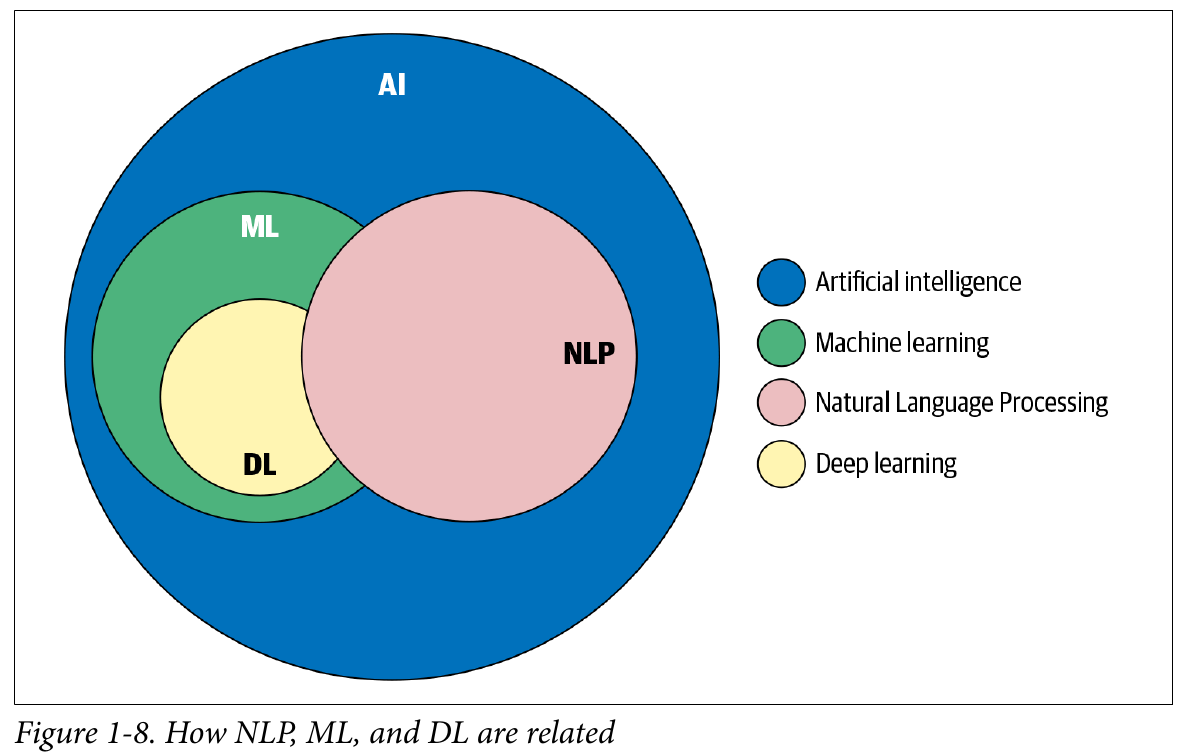 AI
ML
NLP
DL
Artificial intelligence
Machine learning
Natural Language Processing
Deep learning
Figure 1-8. How NLP, ML, and DL are related